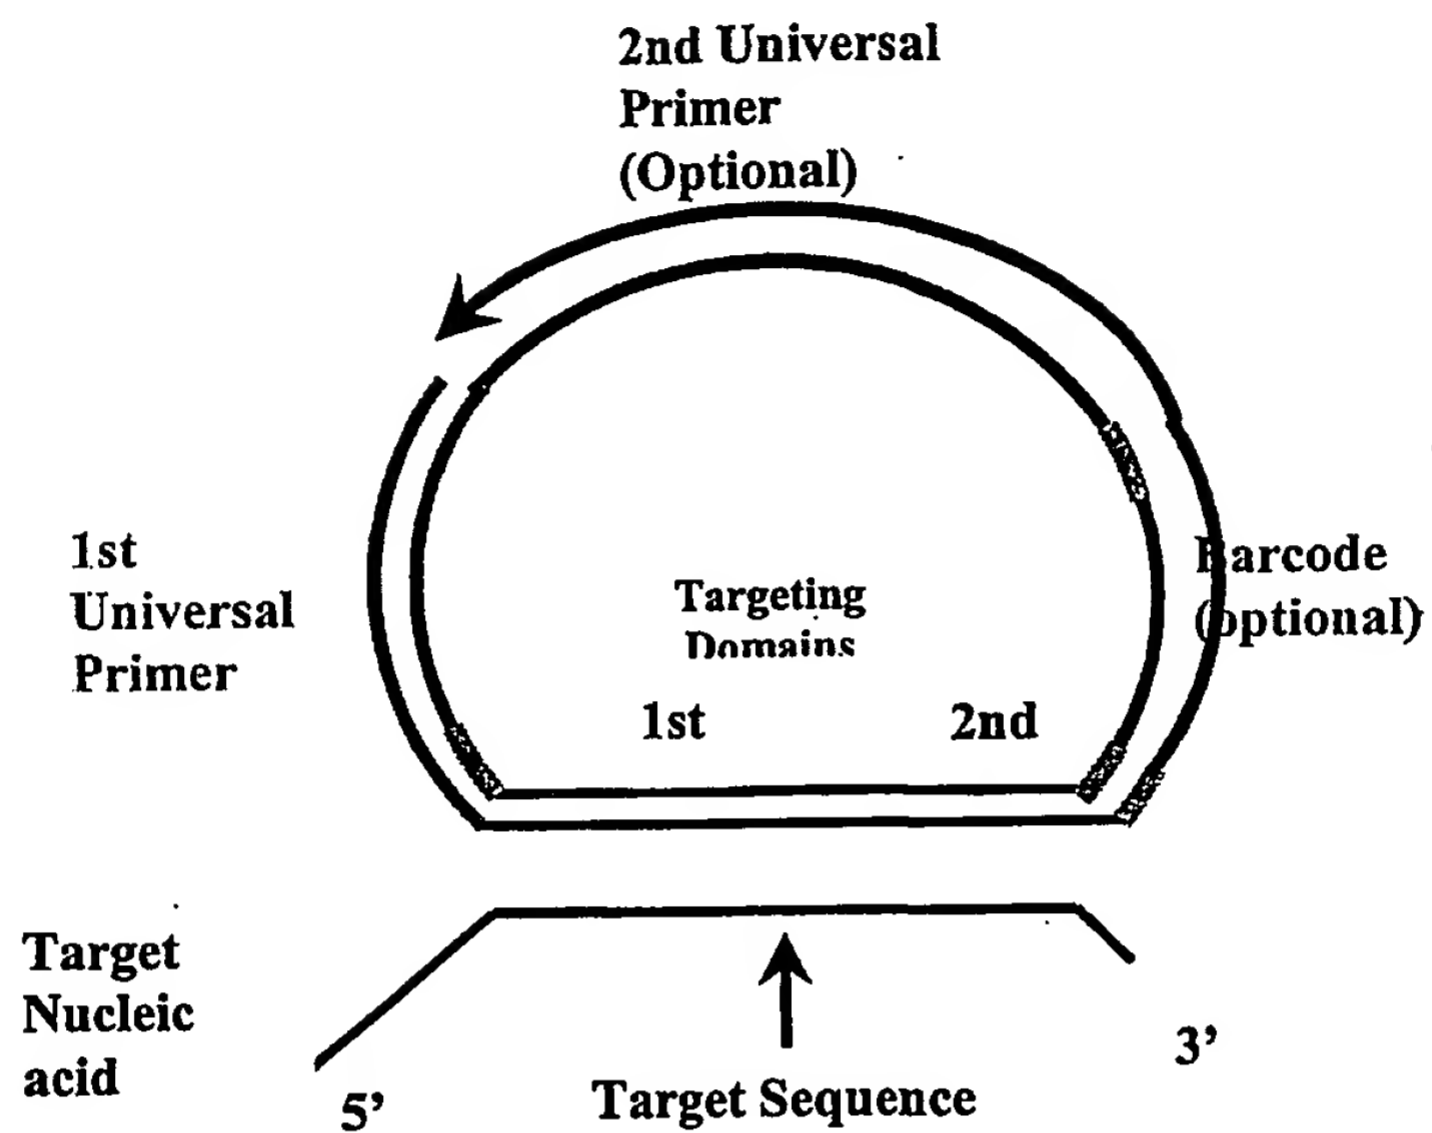 2nd Universal
Primer
(Optional)
1st
Universal
Primer
Barcode
(optional)
Targeting
Domains
1st
2nd
Target
Nucleic
acid
5’
3’
Target Sequence